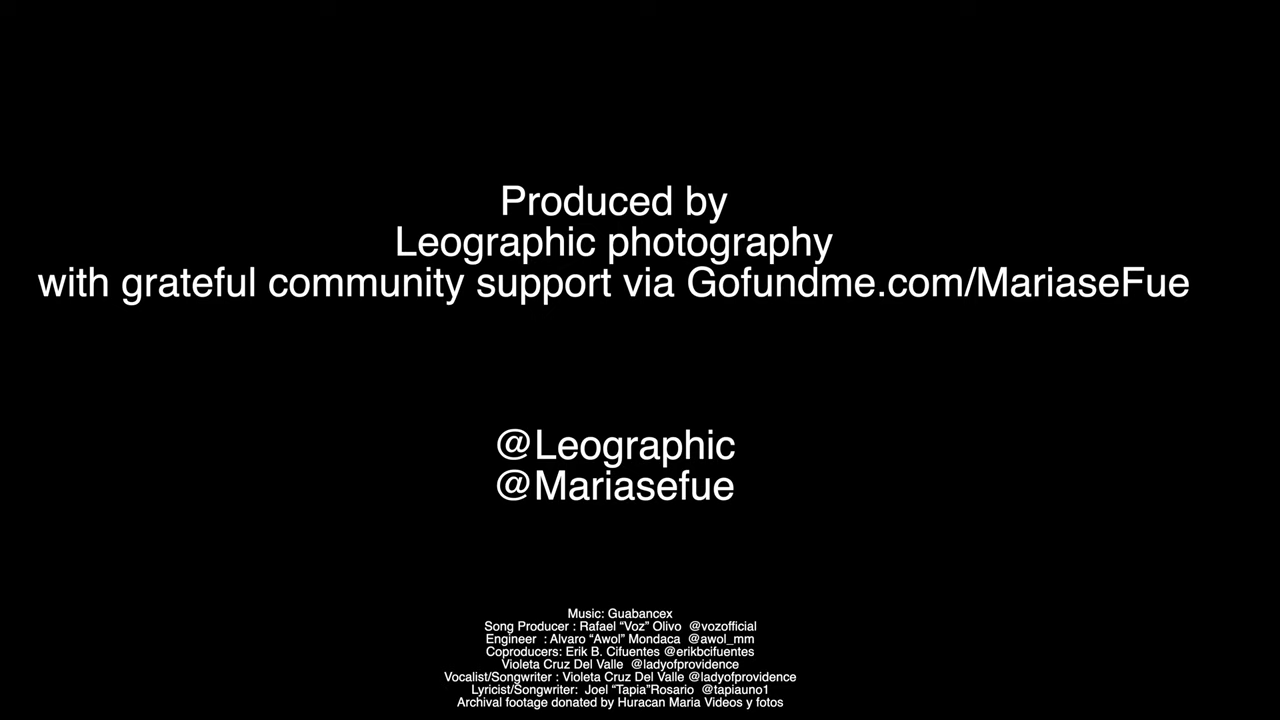 Produced by
Leographic photography
with grateful community support via Gofundme.com/MariaseFue
@Leographic
@Mariasefue
Music: Guabancex
Song Producer : Rafael “Voz” Olivo @vozofficial
Engineer : Alvaro “Awol” Mondaca @awol_mm
Coproducers: Erik B. Cifuentes @erikbcifuentes
Violeta Cruz Del Valle @ladyofprovidence
Vocalist/Songwriter : Violeta Cruz Del Valle @ladyofprovidence
Lyricist/Songwriter: Joel “Tapia”Rosario @tapiauno1
Archival footage donated by Huracan Maria Videos y fotos